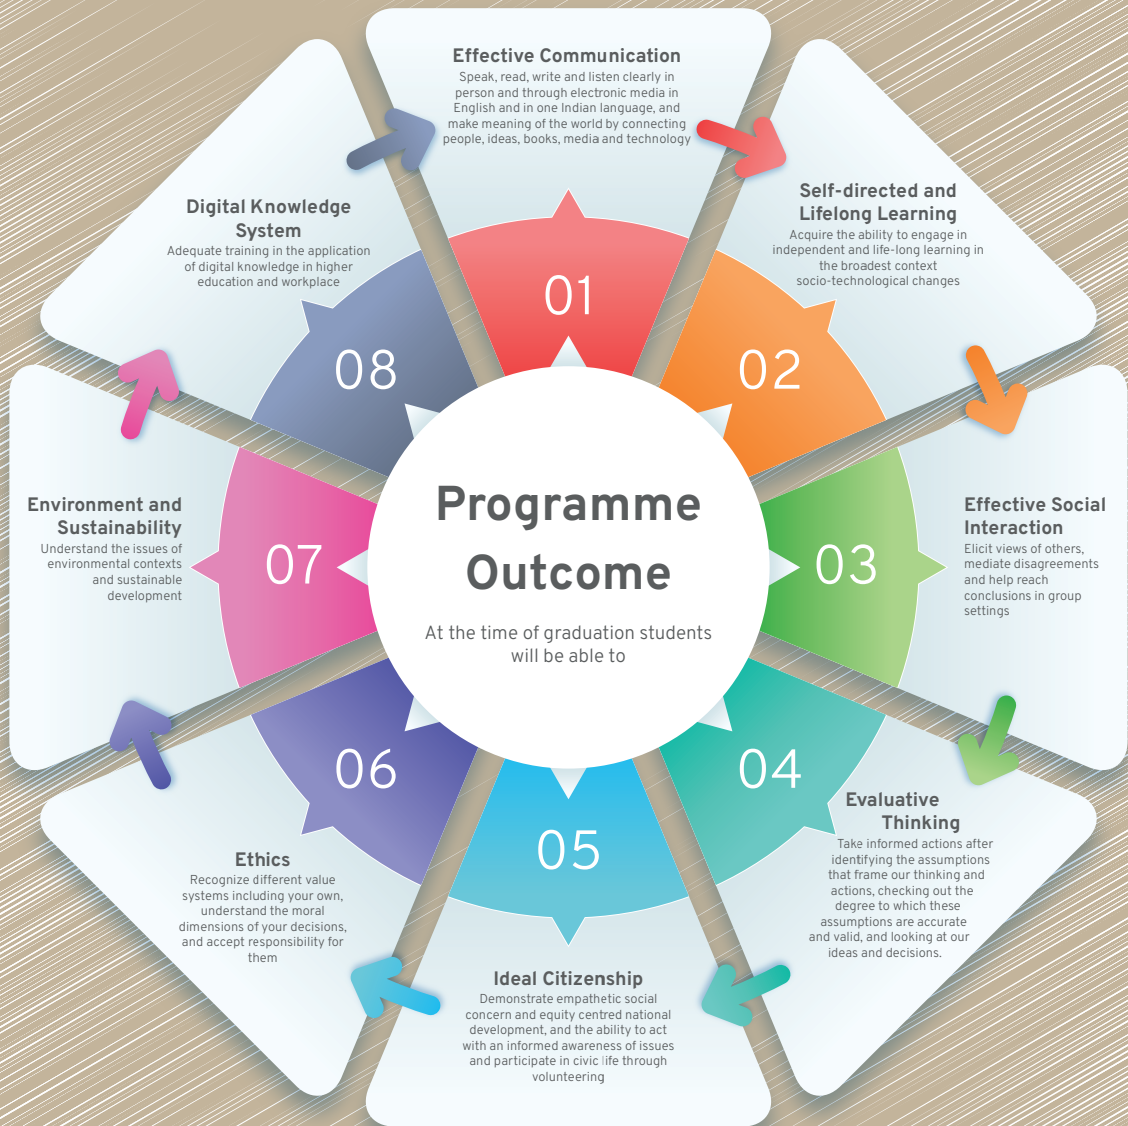 Programme
Outcome
At the time of graduation students
will be able to
01
Effective Communication
Speak, read, write and listen clearly in
person and through electronic media in
English and in one Indian language, and
make meaning of the world by connecting
people, ideas, books, media and technology
02
Self-directed and
Lifelong Learning
Acquire the ability to engage in
independent and life-long learning in
the broadest context
socio-technological changes
03
Effective Social
Interaction
Elicit views of others,
mediate disagreements
and help reach
conclusions in group
settings
04
Evaluative
Thinking
Take informed actions after
identifying the assumptions
that frame our thinking and
actions, checking out the
degree to which these
assumptions are accurate
and valid, and looking at our
ideas and decisions.
05
Ideal Citizenship
Demonstrate empathetic social
concern and equity centred national
development, and the ability to act
with an informed awareness of issues
and participate in civic life through
volunteering
06
Ethics
Recognize different value
systems including your own,
understand the moral
dimensions of your decisions,
and accept responsibility for
them
07
Environment and
Sustainability
Understand the issues of
environmental contexts
and sustainable
development
08
Digital Knowledge
System
Adequate training in the application
of digital knowledge in higher
education and workplace